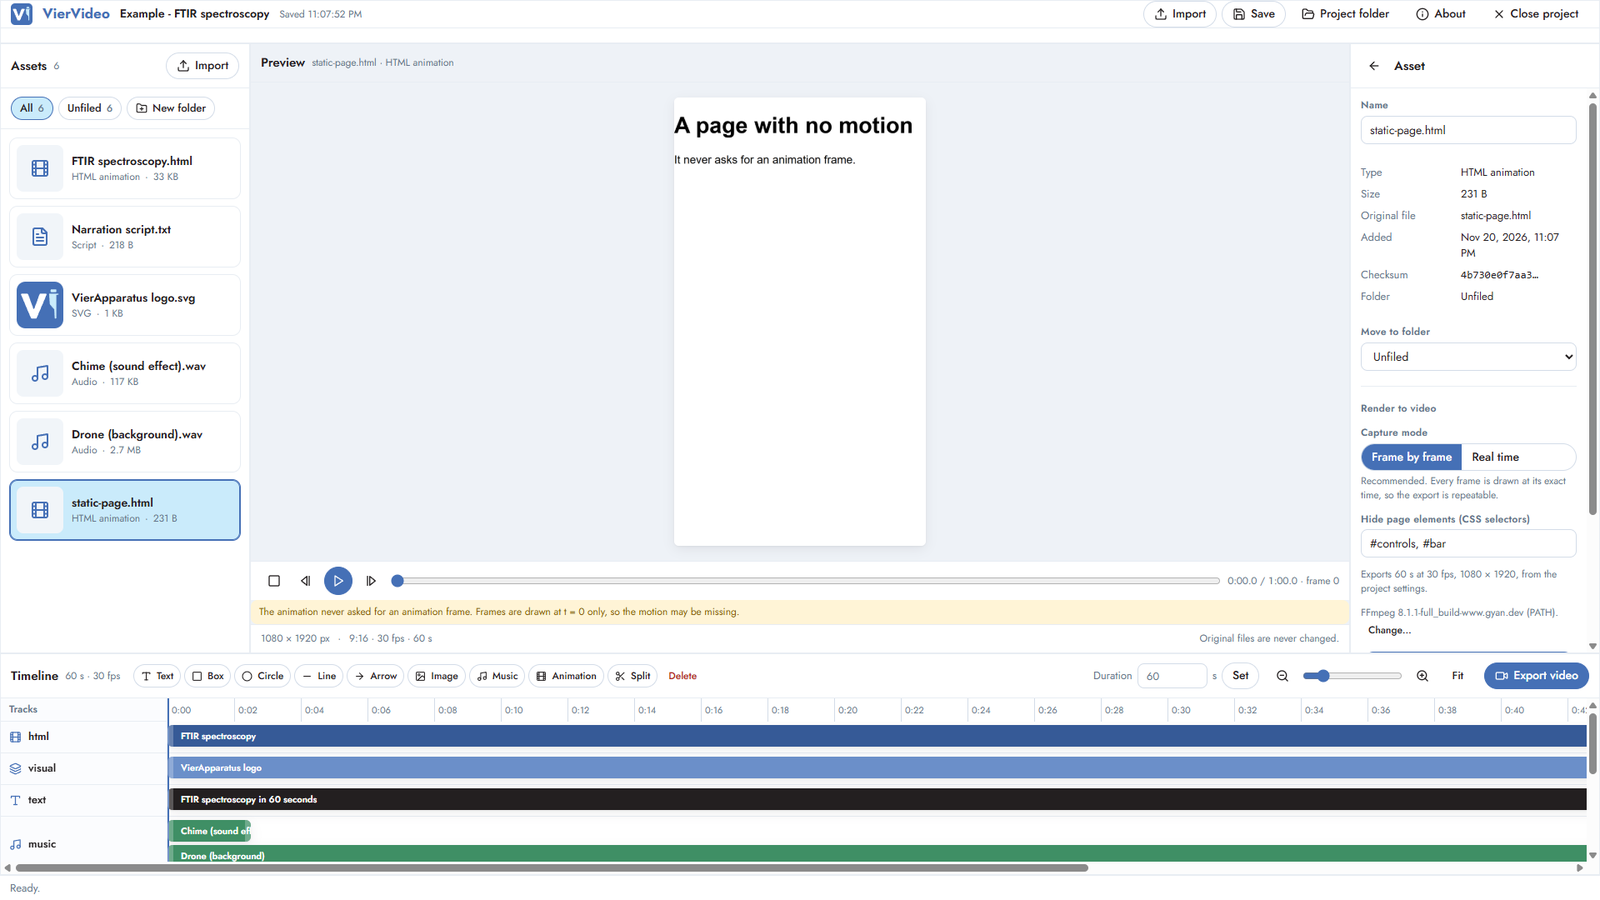 Vi VierVideo Example - FTIR spectroscopy Saved 11:07:52 PM Import Save Project folder About Close project
Assets 6 Import
All 6 Unfiled 6 New folder
FTIR spectroscopy.html
HTML animation · 33 KB
Narration script.txt
Script · 218 B
Vi
VierApparatus logo.svg
SVG · 1 KB
Chime (sound effect).wav
Audio · 117 KB
Drone (background).wav
Audio · 2.7 MB
static-page.html
HTML animation · 231 B
Preview static-page.html · HTML animation
A page with no motion
It never asks for an animation frame.
0:00.0 / 1:00.0 · frame 0
The animation never asked for an animation frame. Frames are drawn at t = 0 only, so the motion may be missing.
1080 × 1920 px · 9:16 · 30 fps · 60 s Original files are never changed.
Asset
Name
static-page.html
Type HTML animation
Size 231 B
Original file static-page.html
Added Nov 20, 2026, 11:07
PM
Checksum 4b730e0f7aa3…
Folder Unfiled
Move to folder
Unfiled
Render to video
Capture mode
Frame by frame Real time
Recommended. Every frame is drawn at its exact
time, so the export is repeatable.
Hide page elements (CSS selectors)
#controls, #bar
Exports 60 s at 30 fps, 1080 × 1920, from the
project settings.
FFmpeg 8.1.1-full_build-www.gyan.dev (PATH).
Change...
Timeline 60 s · 30 fps Text Box Circle Line Arrow Image Music Animation Split Delete Duration 60 s Set Fit Export video
Tracks 0:00 0:02 0:04 0:06 0:08 0:10 0:12 0:14 0:16 0:18 0:20 0:22 0:24 0:26 0:28 0:30 0:32 0:34 0:36 0:38 0:40
html FTIR spectroscopy
visual VierApparatus logo
text FTIR spectroscopy in 60 seconds
music Chime (sound eff
Drone (background)
Ready.